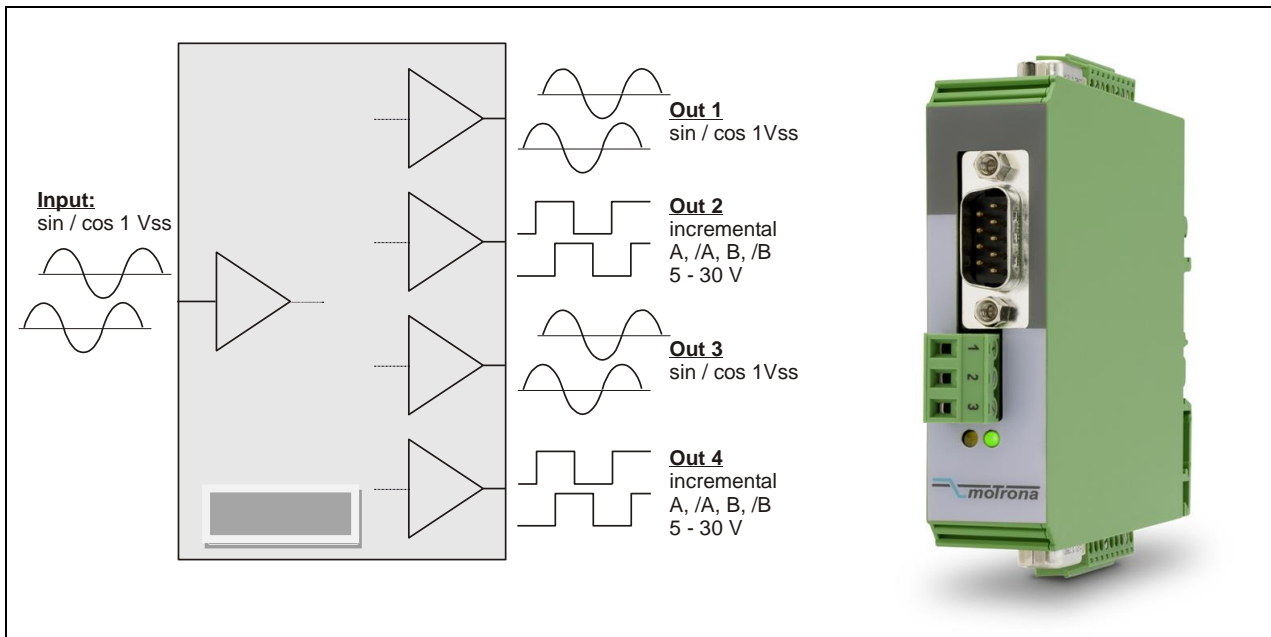 Input:
sin / cos 1 Vss
Out 1
sin / cos 1Vss
Out 2
incremental
A, /A, B, /B
5 - 30 V
Out 3
sin / cos 1Vss
Out 4
incremental
A, /A, B, /B
5 - 30 V
1
2
3
motrona